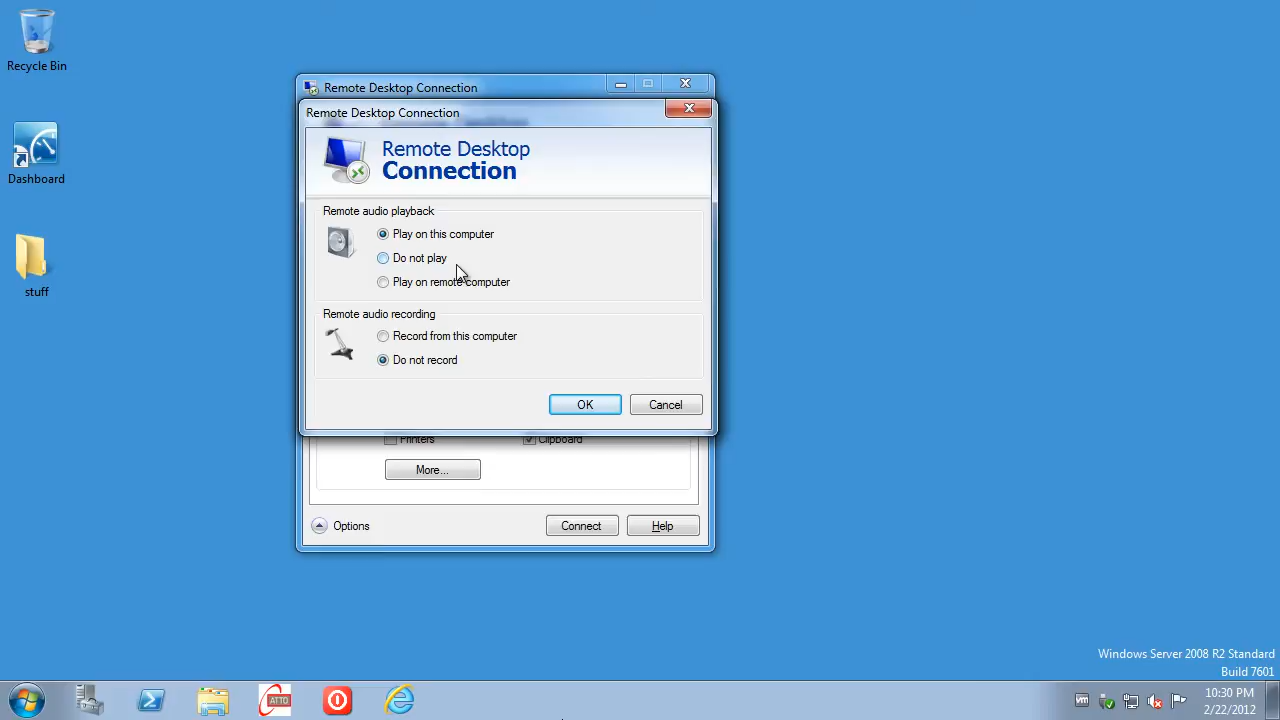 Recycle Bin
Dashboard
stuff
Remote Desktop Connection
Remote Desktop Connection
Remote Desktop
Connection
Remote audio playback
Play on this computer
Do not play
Play on remote computer
Remote audio recording
Record from this computer
Do not record
OK
Cancel
Printers
Clipboard
More...
Options
Connect
Help
Windows Server 2008 R2 Standard
Build 7601
ATTO
vm
10:30 PM
2/22/2012